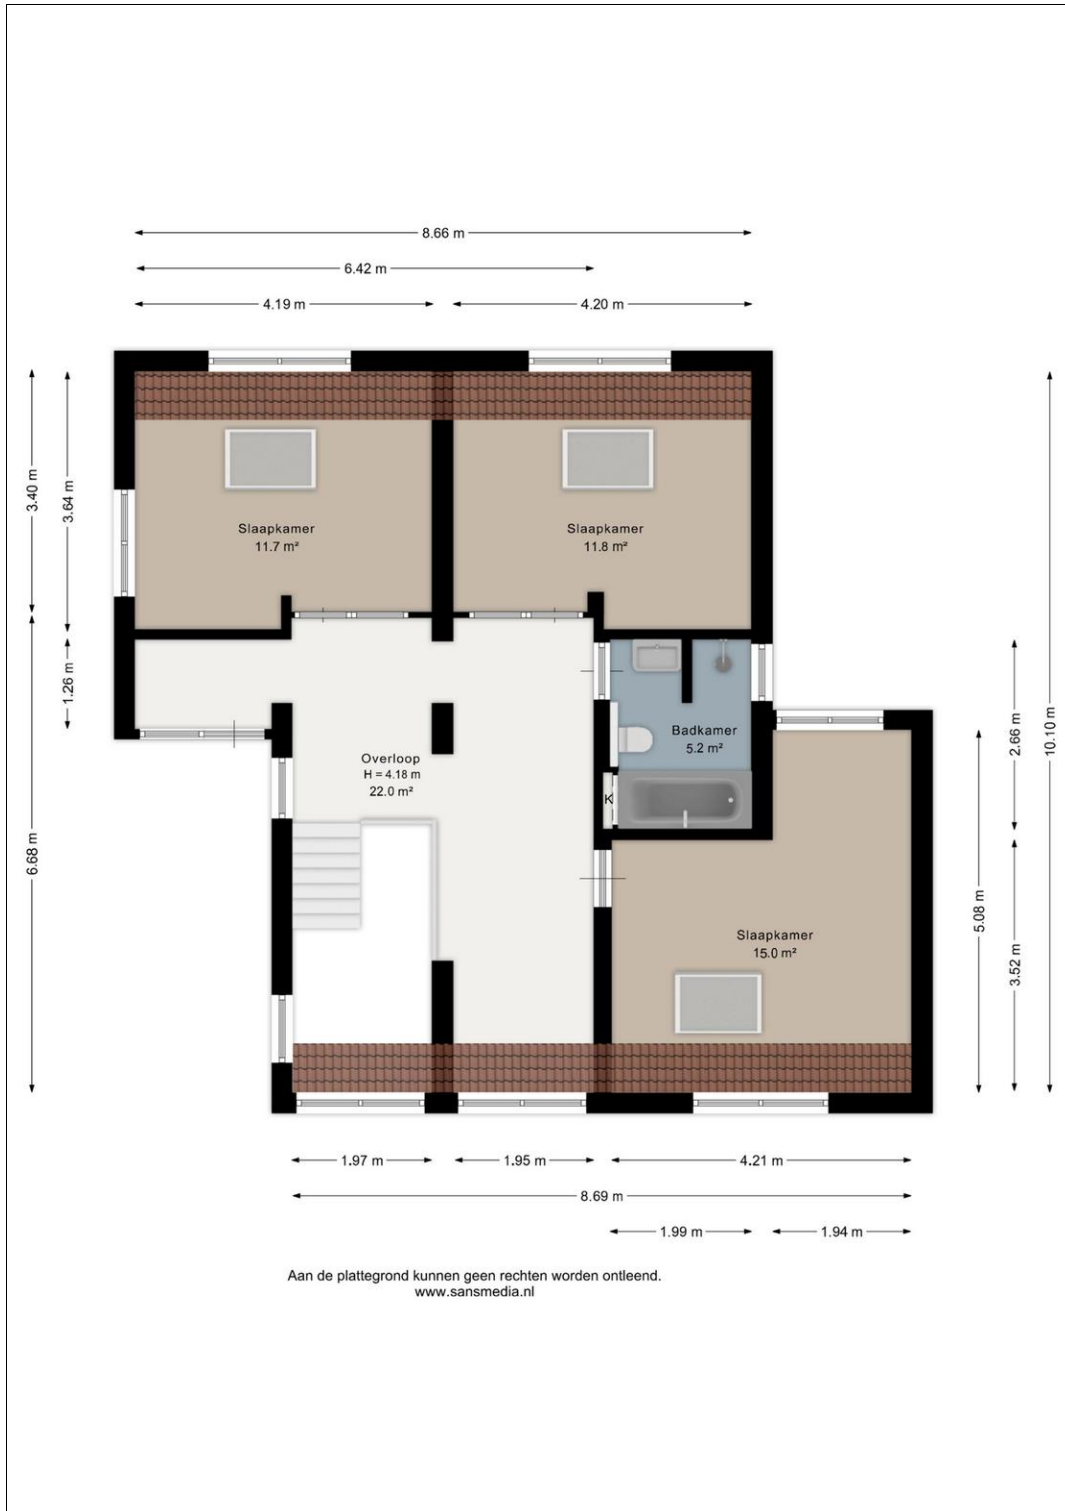 8.66 m
6.42 m
4.19 m
4.20 m
3.40 m
3.64 m
Slaapkamer
11.7 m²
Slaapkamer
11.8 m²
1.26 m
6.68 m
Overloop
H = 4.18 m
22.0 m²
Badkamer
5.2 m²
K
2.66 m
10.10 m
5.08 m
3.52 m
Slaapkamer
15.0 m²
1.97 m
1.95 m
4.21 m
8.69 m
1.99 m
1.94 m
Aan de plattegrond kunnen geen rechten worden ontleend.
www.sansmedia.nl